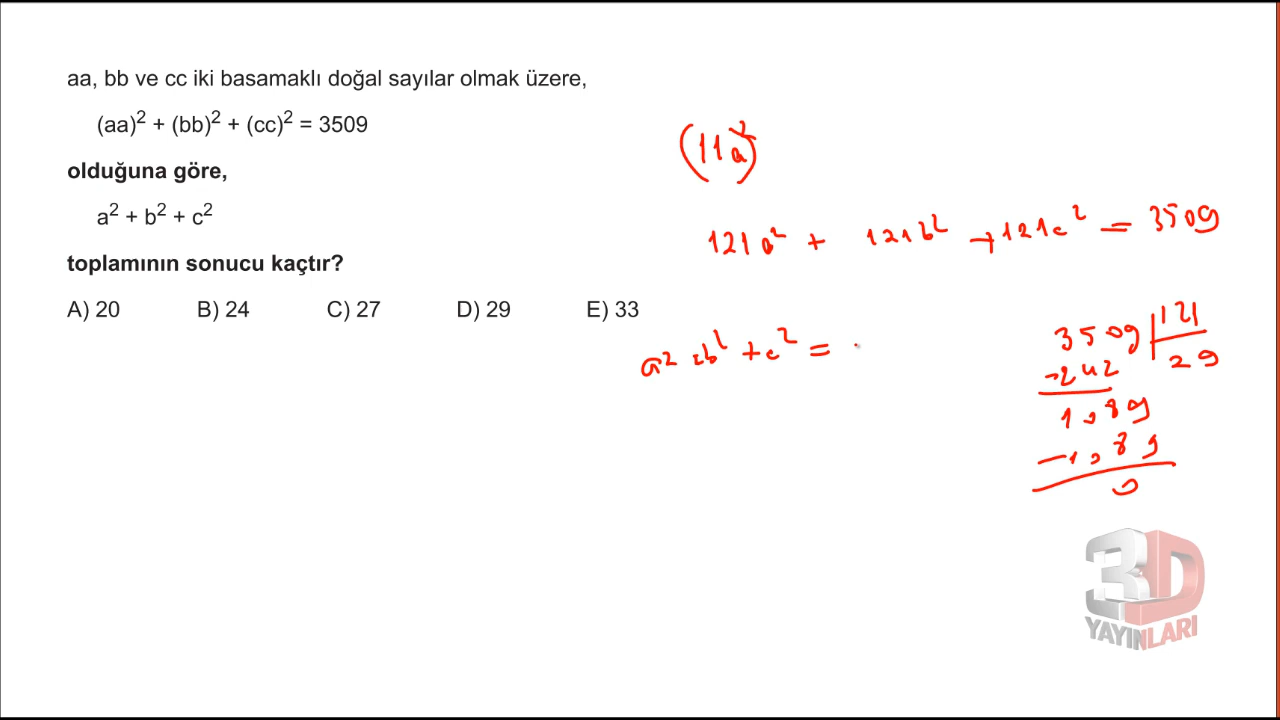 aa, bb ve cc iki basamaklı doğal sayılar olmak üzere,
(aa)² + (bb)² + (cc)² = 3509
olduğuna göre,
a² + b² + c²
toplamının sonucu kaçtır?
A) 20 B) 24 C) 27 D) 29 E) 33
(11a)²
121a² + 121b² + 121c² = 3509
a² + b² + c² =
3509 | 121
-242 29
1089
-1089
0
3D
YAYINLARI